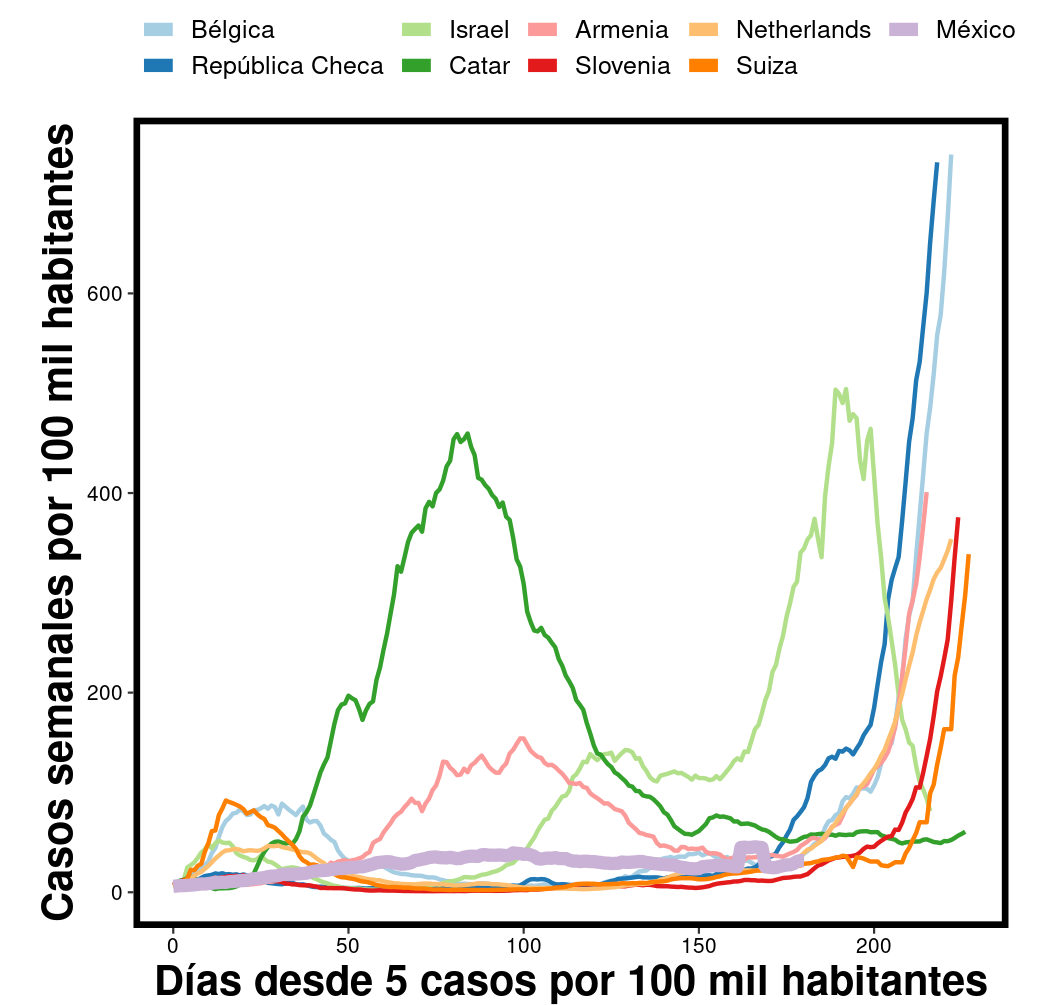 Bélgica Israel Armenia Netherlands México
República Checa Catar Slovenia Suiza
Casos semanales por 100 mil habitantes
600
400
200
0
0 50 100 150 200
Días desde 5 casos por 100 mil habitantes